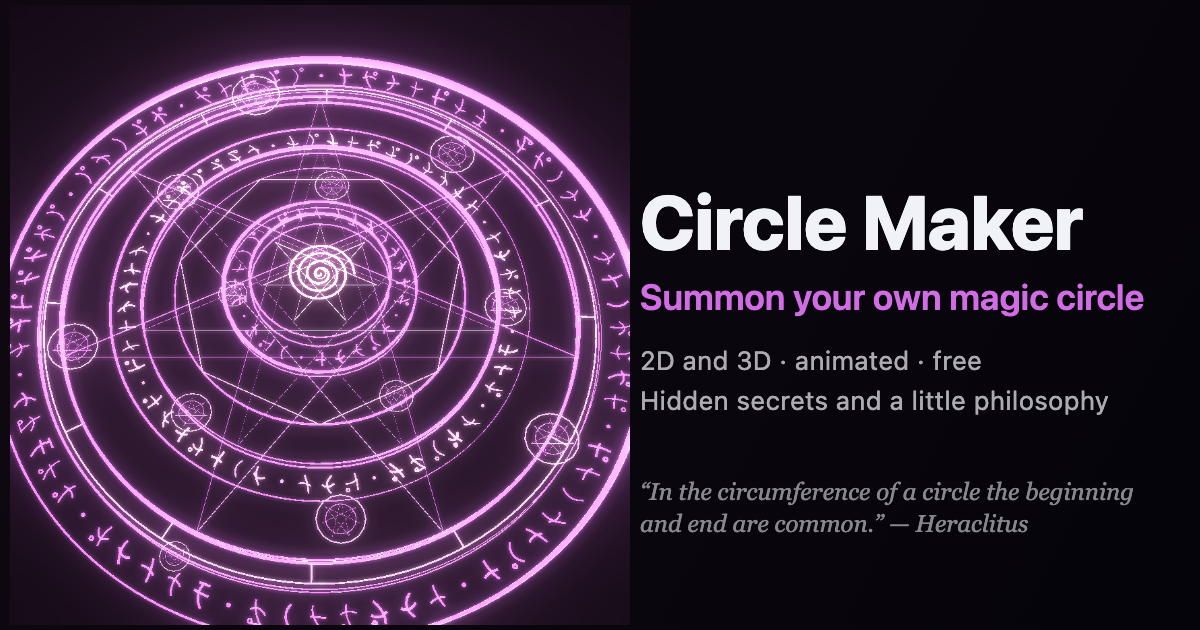 Circle Maker
Summon your own magic circle
2D and 3D · animated · free
Hidden secrets and a little philosophy
“In the circumference of a circle the beginning
and end are common.” — Heraclitus